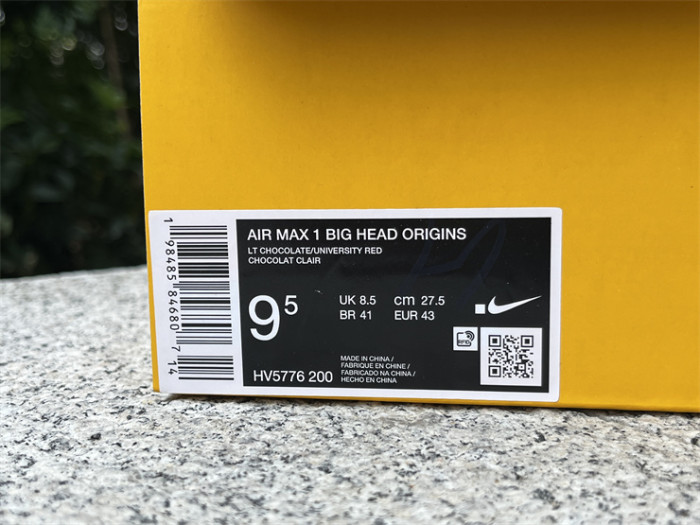 AIR MAX 1 BIG HEAD ORIGINS
LT CHOCOLATE/UNIVERSITY RED
CHOCOLAT CLAIR
9 5
UK 8.5 cm 27.5
BR 41 EUR 43
RFID
HV5776 200
MADE IN CHINA /
FABRIQUE EN CHINE /
FABRICADO NA CHINA /
HECHO EN CHINA
1 98485 84680 7 14